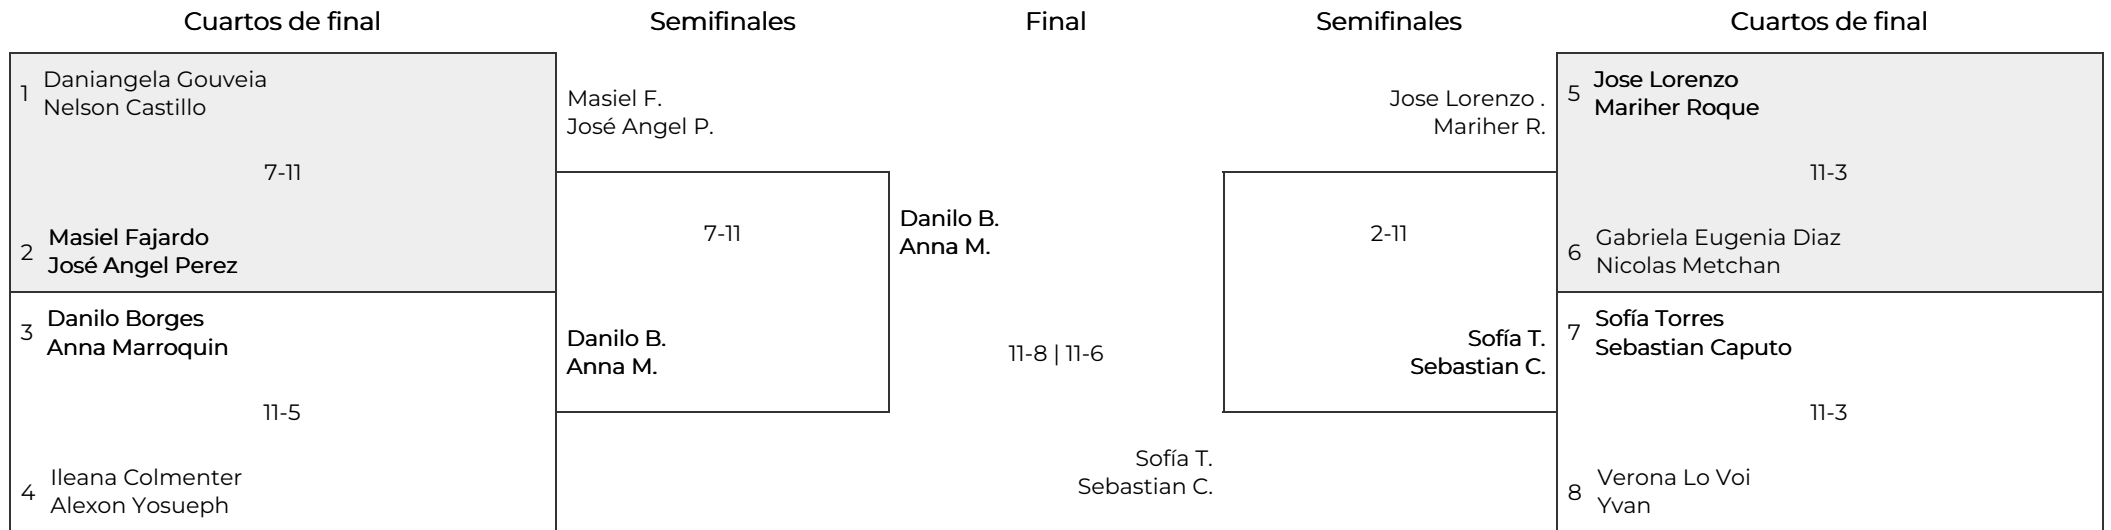 Cuartos de final
Semifinales
Final
Semifinales
Cuartos de final
1
Daniangela Gouveia
Nelson Castillo
7-11
2
Masiel Fajardo
José Angel Perez
3
Danilo Borges
Anna Marroquin
11-5
4
Ileana Colmenter
Alexon Yosueph
Masiel F.
José Angel P.
7-11
Danilo B.
Anna M.
Danilo B.
Anna M.
11-8 | 11-6
Sofía T.
Sebastian C.
Jose Lorenzo .
Mariher R.
2-11
Sofía T.
Sebastian C.
5
Jose Lorenzo
Mariher Roque
11-3
6
Gabriela Eugenia Diaz
Nicolas Metchan
7
Sofía Torres
Sebastian Caputo
11-3
8
Verona Lo Voi
Yvan